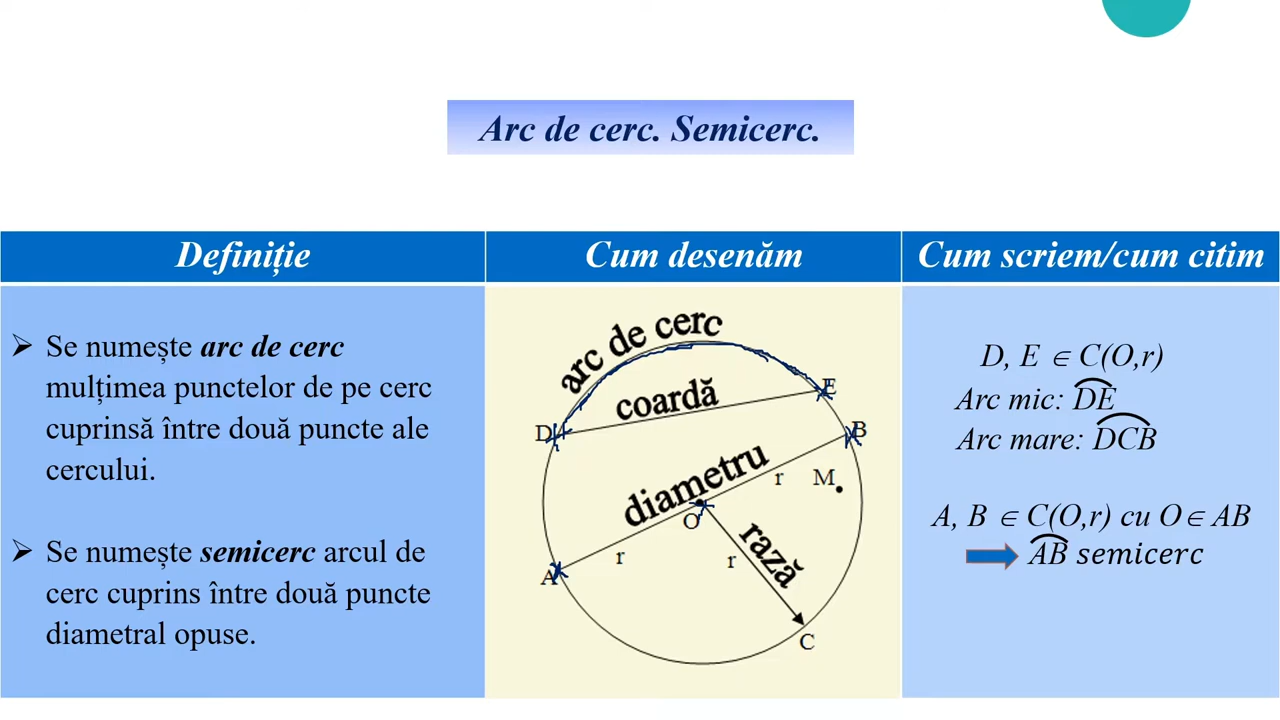 Arc de cerc. Semicerc.
Definiție
Cum desenăm
Cum scriem/cum citim
➢ Se numește arc de cerc
mulțimea punctelor de pe cerc
cuprinsă între două puncte ale
cercului.
➢ Se numește semicerc arcul de
cerc cuprins între două puncte
diametral opuse.
arc de cerc
coardă
E
D
B
diametru
r
M
O
rază
r
r
A
C
D, E ∈ C(O,r)
Arc mic: DE
Arc mare: DCB
A, B ∈ C(O,r) cu O∈ AB
AB semicerc